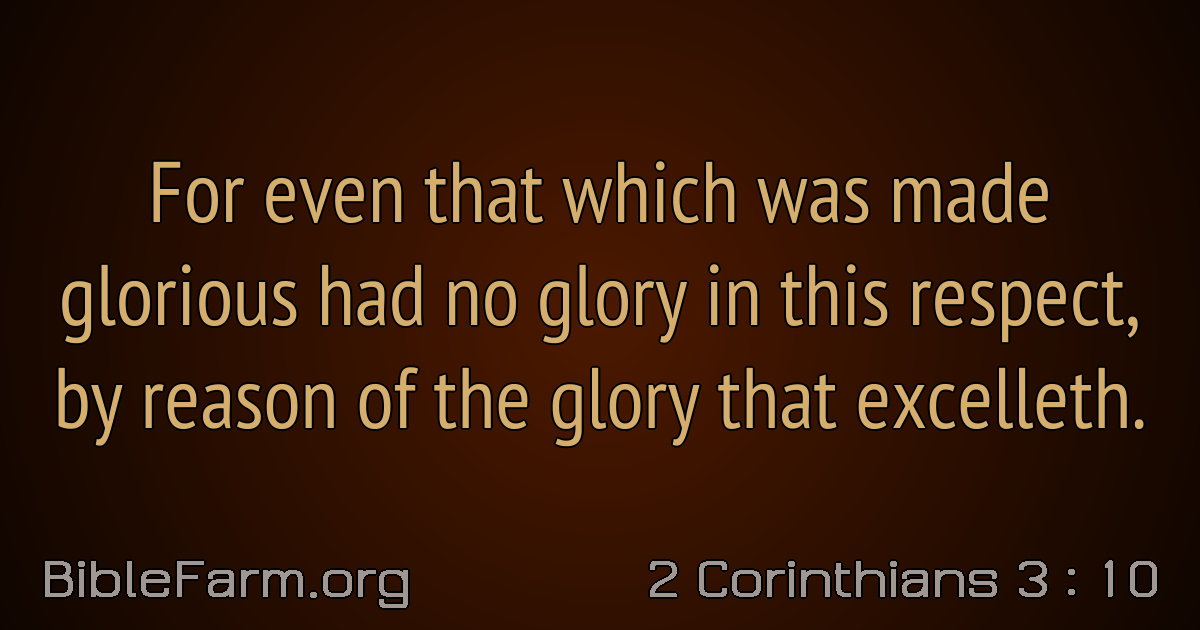 For even that which was made
glorious had no glory in this respect,
by reason of the glory that excelleth.
BibleFarm.org
2 Corinthians 3 : 10